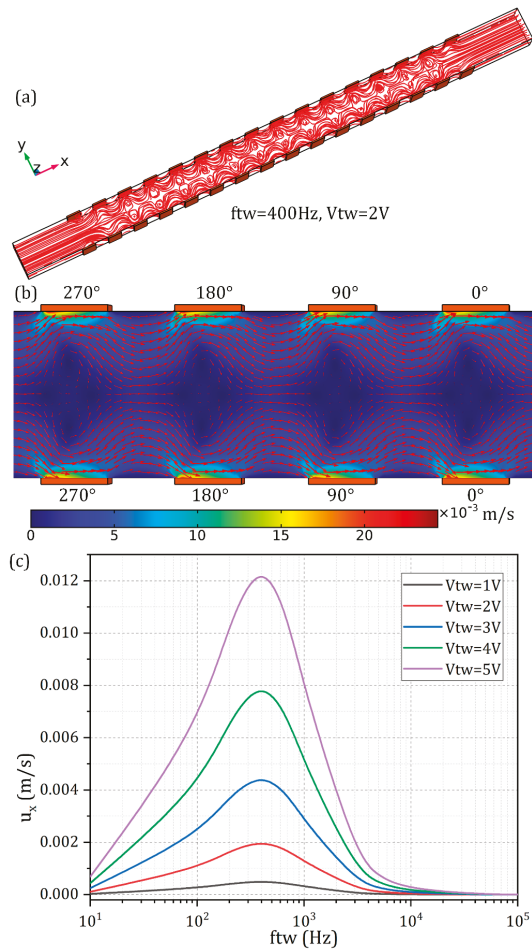 (a)
y
z
x
ftw=400Hz, Vtw=2V
(b)
270° 180° 90° 0°
270° 180° 90° 0°
0 5 10 15 20 ×10⁻³ m/s
(c)
Vtw=1V
Vtw=2V
Vtw=3V
Vtw=4V
Vtw=5V
0.012
0.010
0.008
0.006
0.004
0.002
0.000
uₓ (m/s)
10¹ 10² 10³ 10⁴ 10⁵
ftw (Hz)